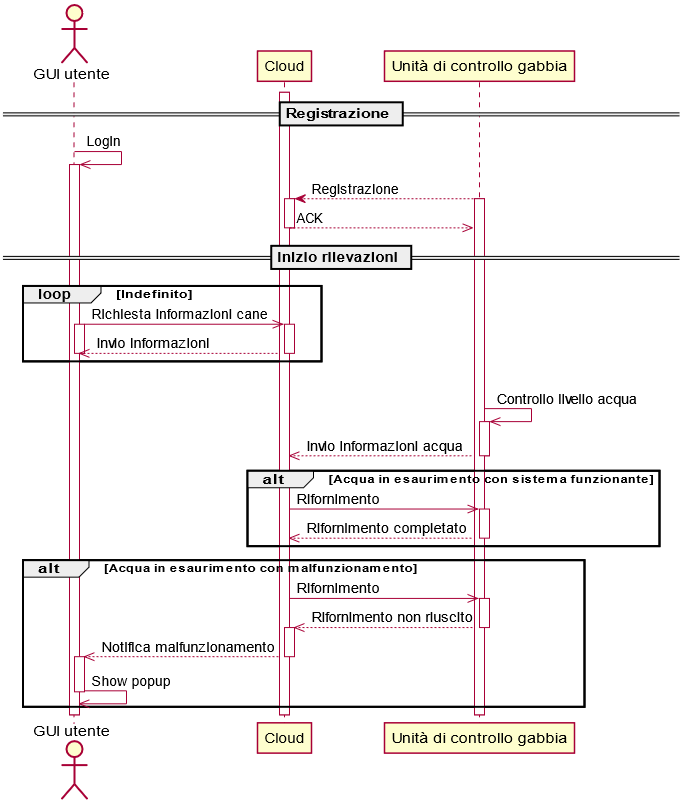 GUI utente
Cloud
Unità di controllo gabbia
Registrazione
Login
Registrazione
ACK
Inizio rilevazioni
loop [Indefinito]
Richiesta informazioni cane
Invio informazioni
Controllo livello acqua
Invio informazioni acqua
alt [Acqua in esaurimento con sistema funzionante]
Rifornimento
Rifornimento completato
alt [Acqua in esaurimento con malfunzionamento]
Rifornimento
Rifornimento non riuscito
Notifica malfunzionamento
Show popup
GUI utente
Cloud
Unità di controllo gabbia